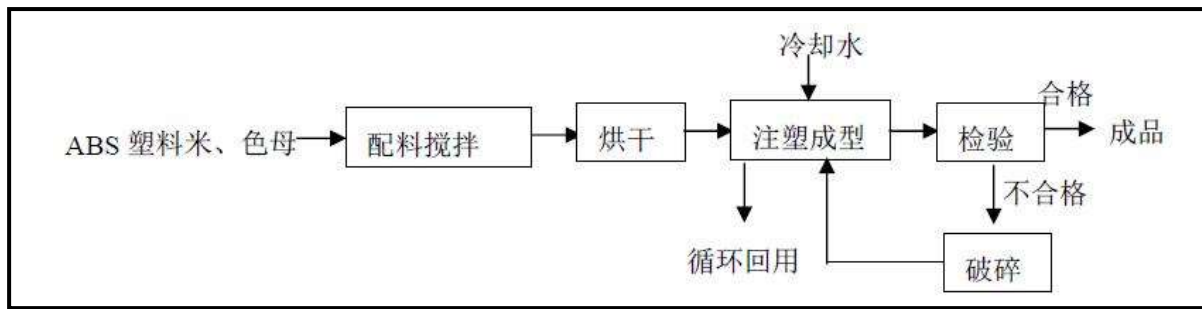 冷却水
合格
ABS 塑料米、色母
配料搅拌
烘干
注塑成型
检验
成品
不合格
循环回用
破碎